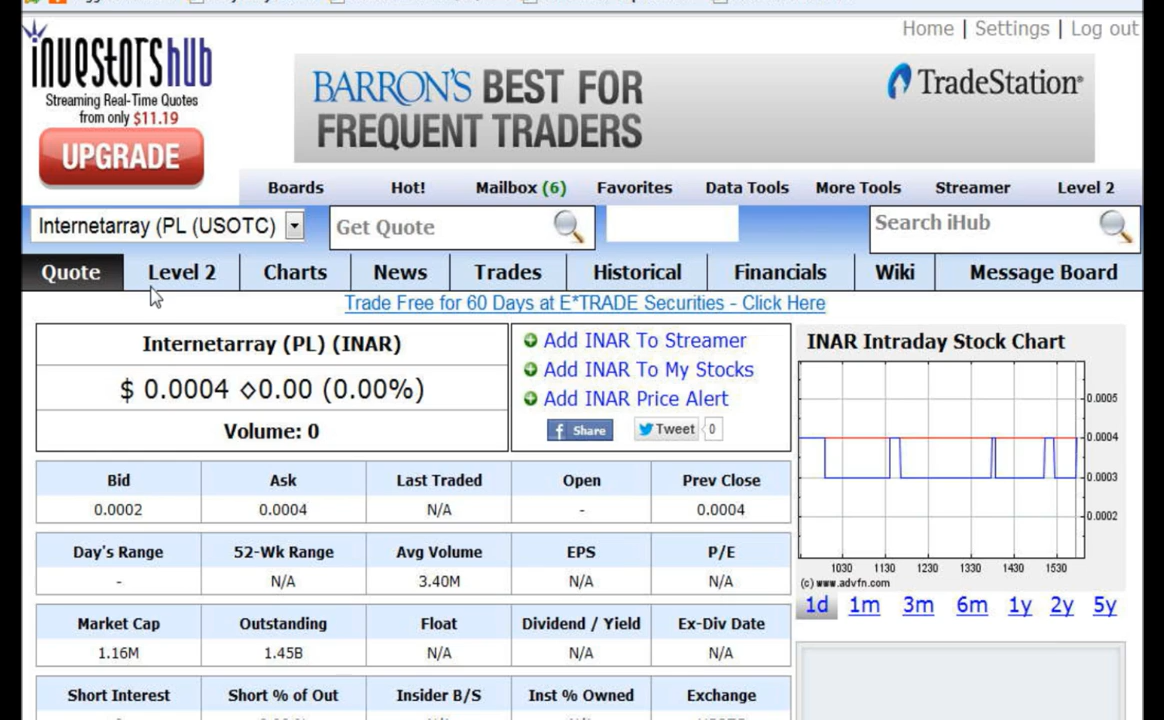 Home | Settings | Log out
investorshub
Streaming Real-Time Quotes
from only $11.19
UPGRADE
BARRON'S BEST FOR
FREQUENT TRADERS
TradeStation®
Boards Hot! Mailbox (6) Favorites Data Tools More Tools Streamer Level 2
Internetarray (PL (USOTC) Get Quote Search iHub
Quote Level 2 Charts News Trades Historical Financials Wiki Message Board
Trade Free for 60 Days at E*TRADE Securities - Click Here
Internetarray (PL) (INAR)
$ 0.0004 ◇0.00 (0.00%)
Volume: 0
Add INAR To Streamer
Add INAR To My Stocks
Add INAR Price Alert
f Share Tweet 0
INAR Intraday Stock Chart
0.0005
0.0004
0.0003
0.0002
1030 1130 1230 1330 1430 1530
(c) www.advfn.com
1d 1m 3m 6m 1y 2y 5y
Bid Ask Last Traded Open Prev Close
0.0002 0.0004 N/A - 0.0004
Day's Range 52-Wk Range Avg Volume EPS P/E
- N/A 3.40M N/A N/A
Market Cap Outstanding Float Dividend / Yield Ex-Div Date
1.16M 1.45B N/A N/A N/A
Short Interest Short % of Out Insider B/S Inst % Owned Exchange